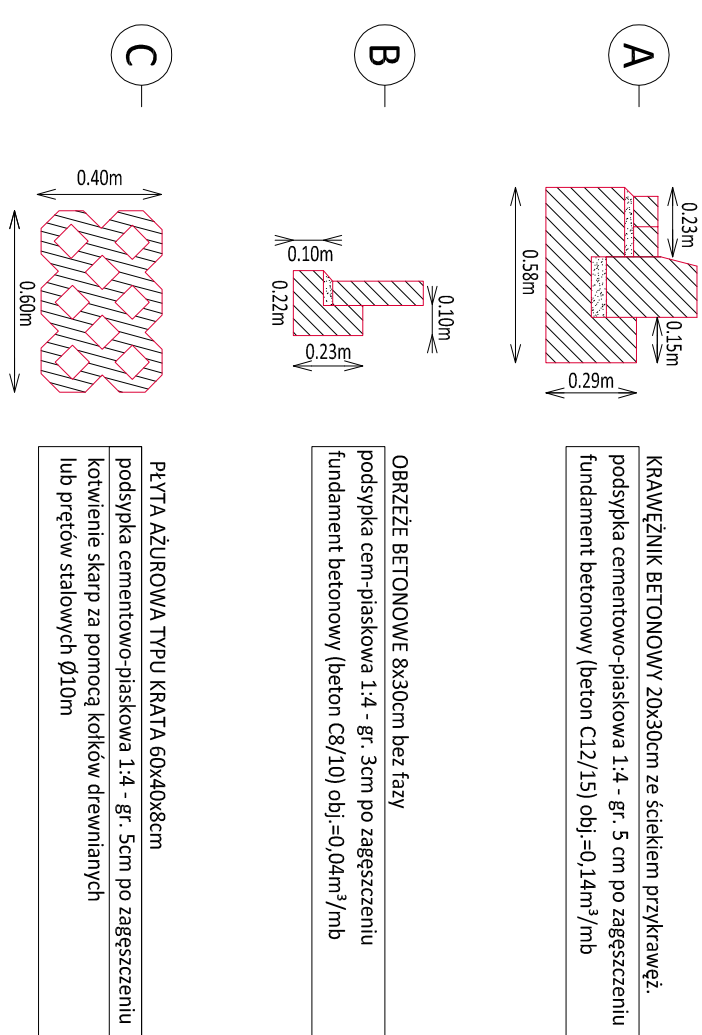 A
0.23m
0.15m
0.58m
0.29m
KRAWĘŻNIK BETONOWY 20x30cm ze ściekiem przykrawęż.
podsypka cementowo-piaskowa 1:4 - gr. 5 cm po zagęszczeniu
fundament betonowy (beton C12/15) obj.=0,14m³/mb
B
0.10m
0.10m
0.22m
0.23m
OBRZEŻE BETONOWE 8x30cm bez fazy
podsypka cem-piaskowa 1:4 - gr. 3cm po zagęszczeniu
fundament betonowy (beton C8/10) obj.=0,04m³/mb
C
0.40m
0.60m
PŁYTA AŻUROWA TYPU KRATA 60x40x8cm
podsypka cementowo-piaskowa 1:4 - gr. 5cm po zagęszczeniu
kotwienie skarp za pomocą kołków drewnianych
lub prętów stalowych Ø10m